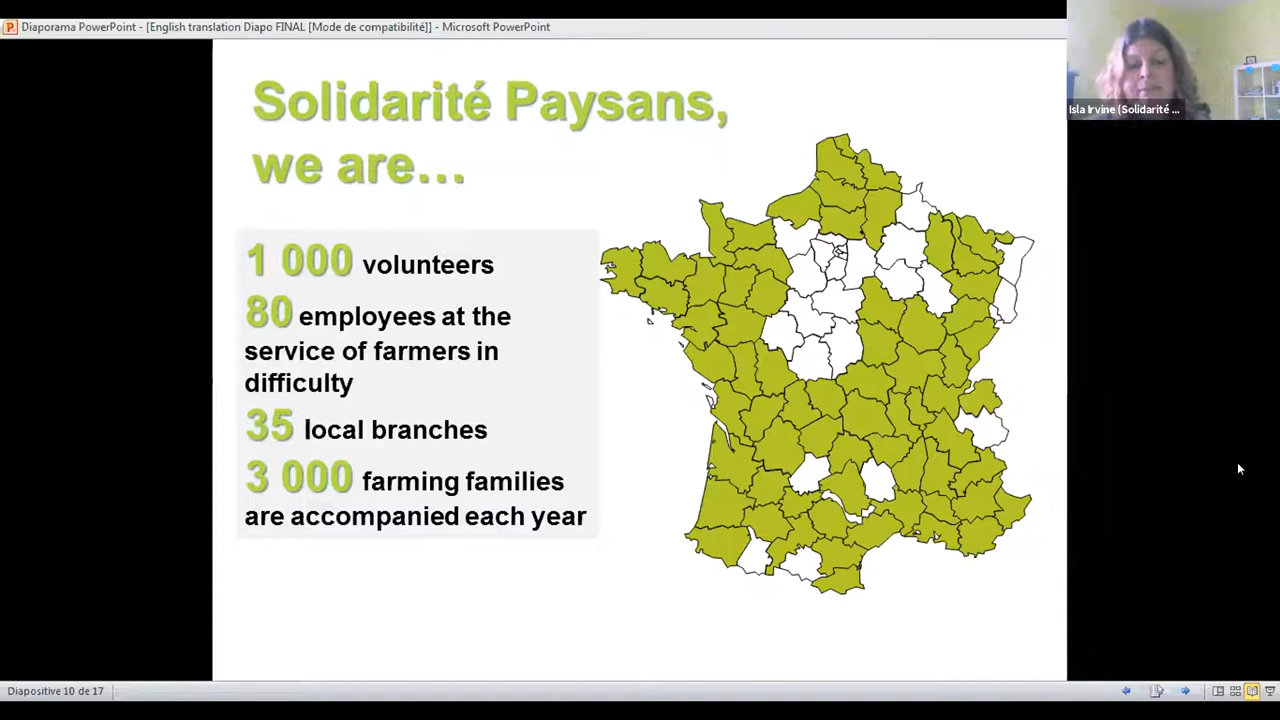 Diaporama PowerPoint - [English translation Diapo FINAL [Mode de compatibilité]] - Microsoft PowerPoint
Isla Irvine (Solidarité ...
Solidarité Paysans,
we are…
1 000 volunteers
80 employees at the
service of farmers in
difficulty
35 local branches
3 000 farming families
are accompanied each year
Diapositive 10 de 17